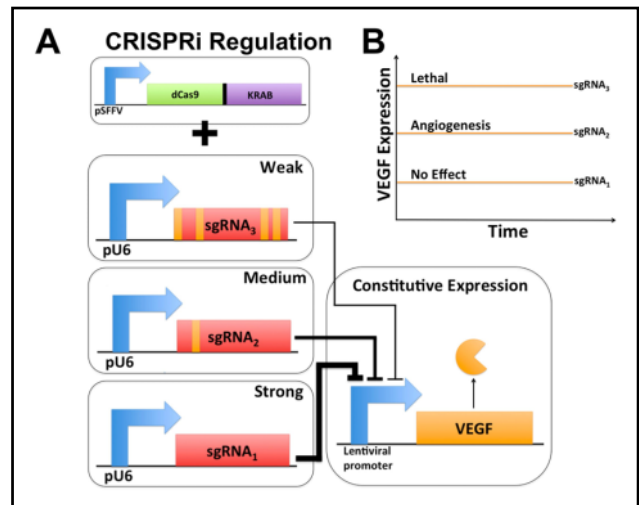 A CRISPRi Regulation
dCas9 KRAB
pSFFV
+
Weak
sgRNA₃
pU6
Medium
sgRNA₂
pU6
Strong
sgRNA₁
pU6
Constitutive Expression
VEGF
Lentiviral
promoter
B
VEGF Expression
Lethal sgRNA₃
Angiogenesis sgRNA₂
No Effect sgRNA₁
Time